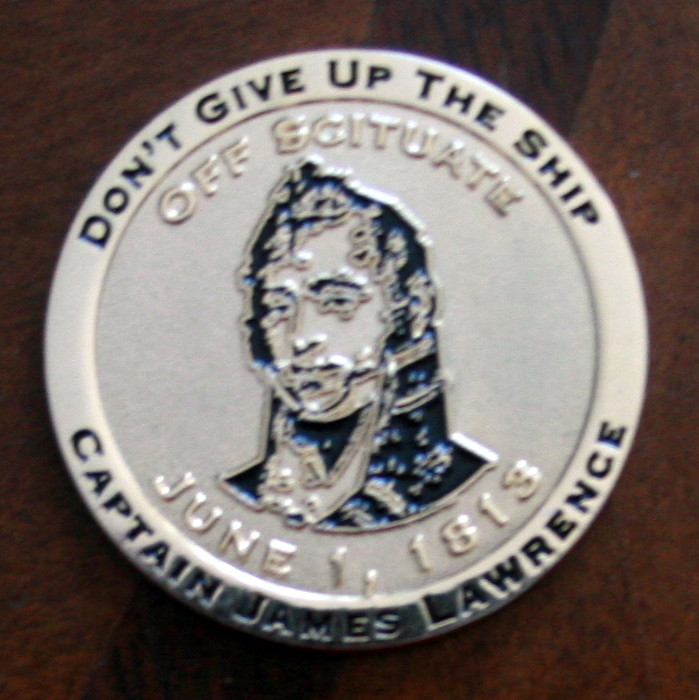 DON'T GIVE UP THE SHIP
OFF SCITUATE
JUNE 1, 1813
CAPTAIN JAMES LAWRENCE